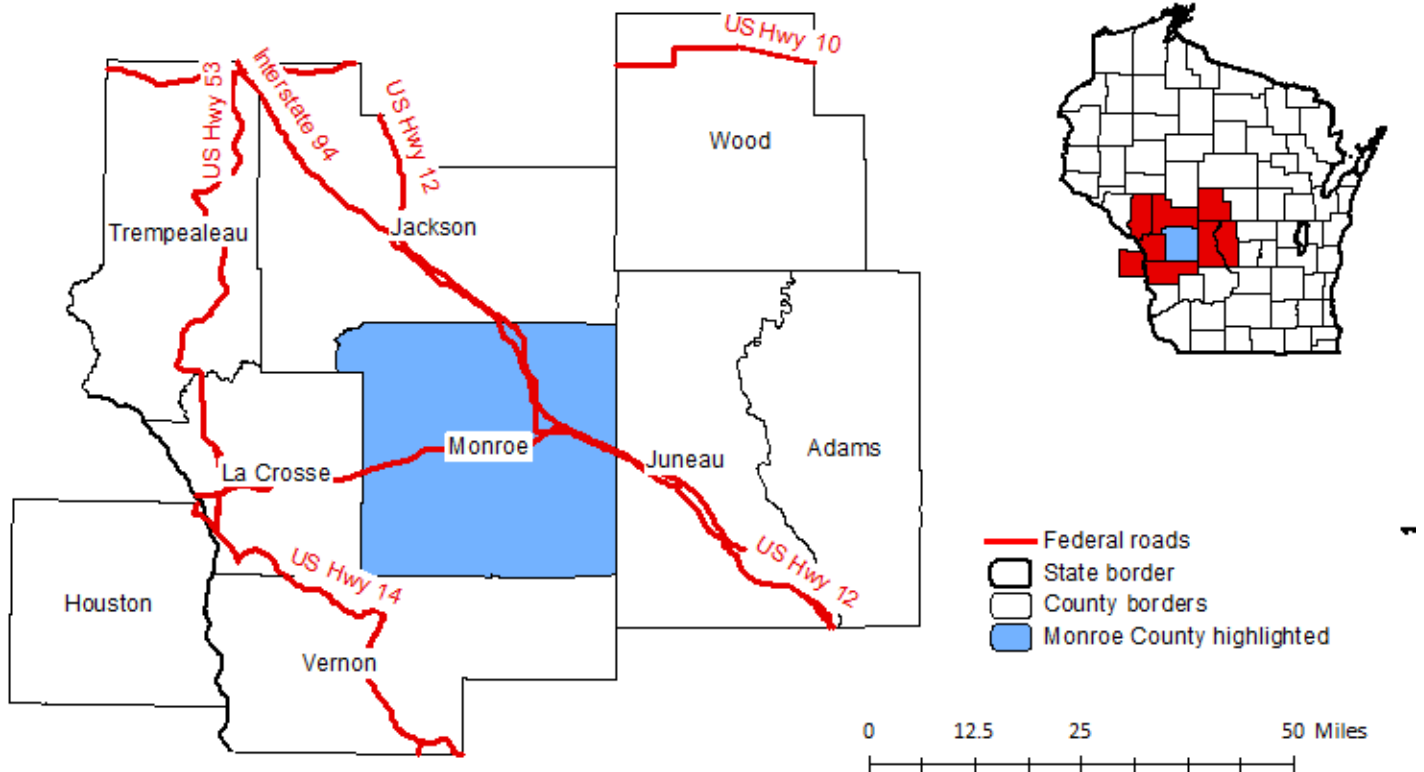 US Hwy 10
US Hwy 53
Interstate 94
US Hwy 12
Wood
Trempealeau
Jackson
Monroe
La Crosse
Juneau
Adams
US Hwy 14
US Hwy 12
Houston
Vernon
Federal roads
State border
County borders
Monroe County highlighted
0 12.5 25 50 Miles